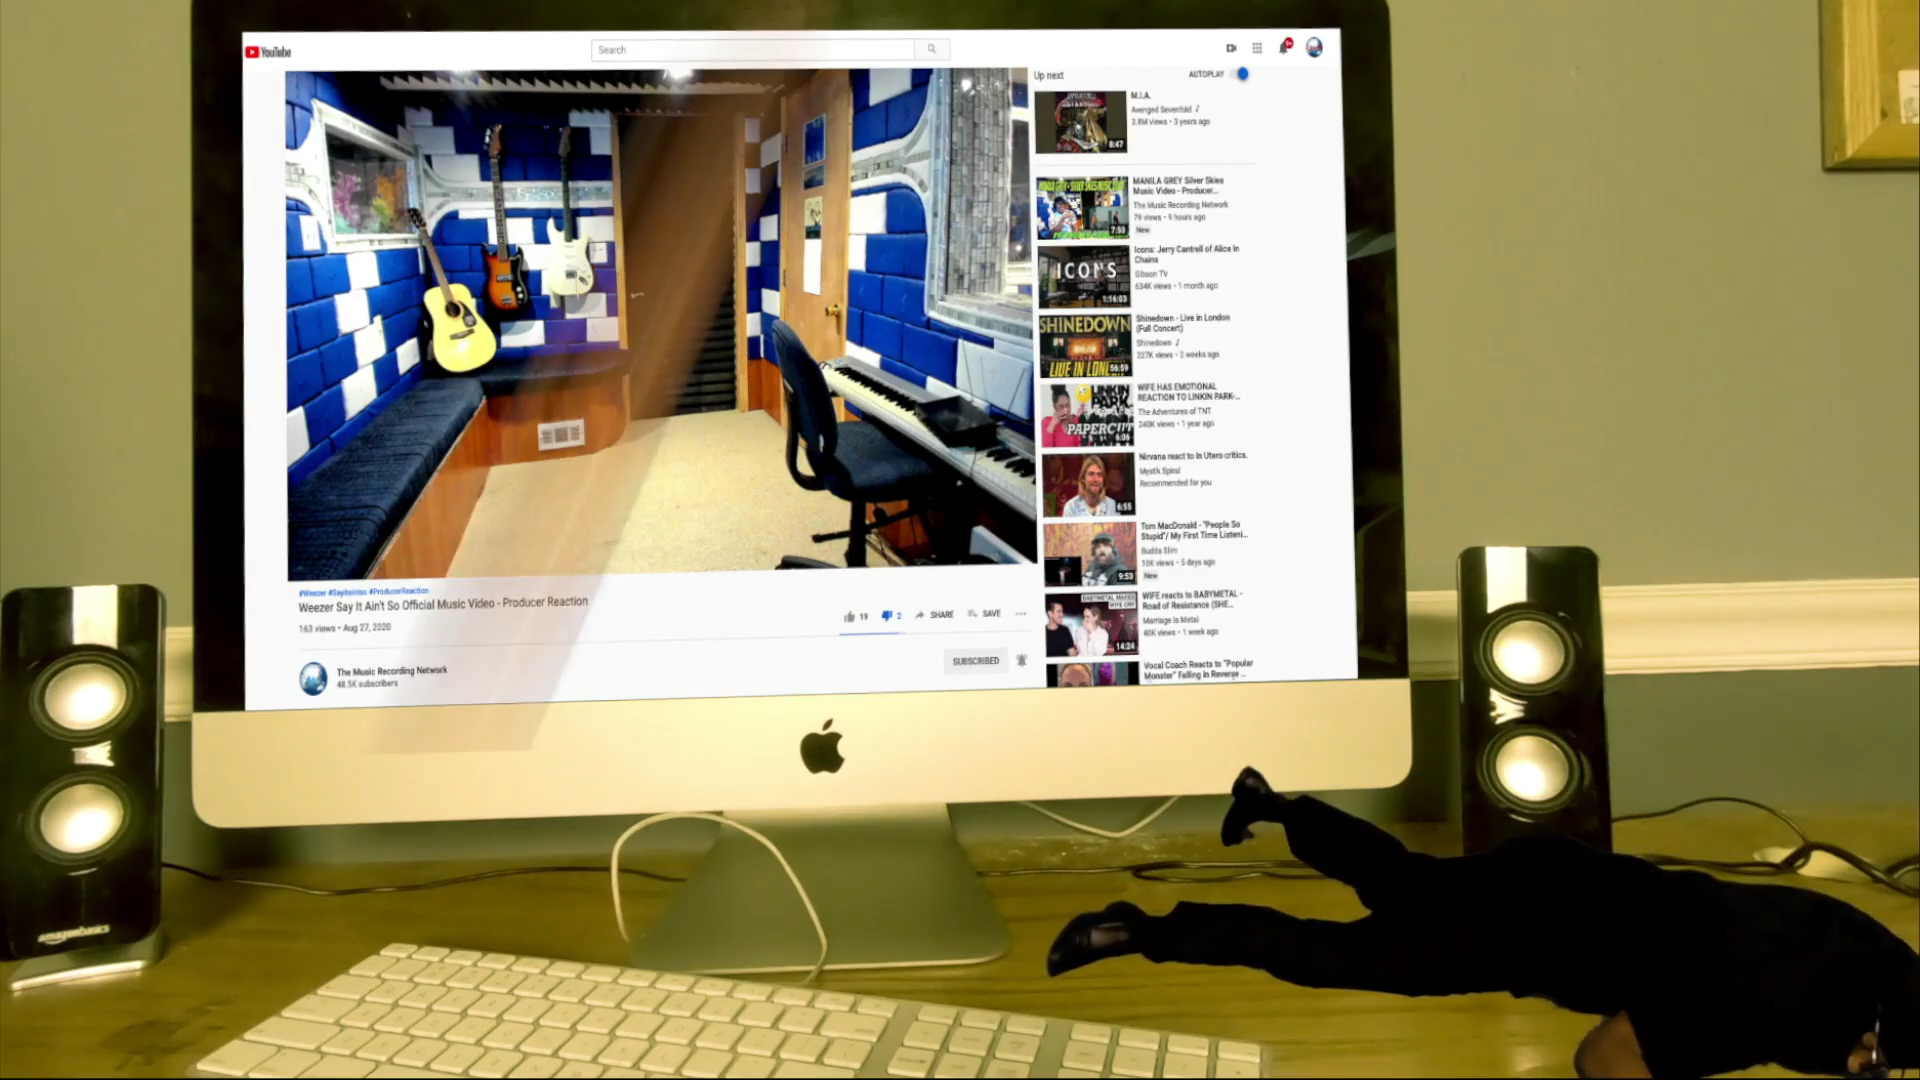 YouTube
Search
Up next
AUTOPLAY
M.I.A.
Avenged Sevenfold
3.8M views • 3 years ago
8:47
MANILA GREY Silver Skies
Music Video - Producer...
The Music Recording Network
79 views • 9 hours ago
New
7:50
Icons: Jerry Cantrell of Alice In
Chains
Gibson TV
634K views • 1 month ago
ICONS
1:16:03
Shinedown - Live in London
(Full Concert)
Shinedown
227K views • 2 weeks ago
SHINEDOWN
LIVE IN LON
56:59
WIFE HAS EMOTIONAL
REACTION TO LINKIN PARK-...
The Adventures of TNT
240K views • 1 year ago
LINKIN
PARK
PAPERCUT
6:06
Nirvana react to In Utero critics.
Mystik Spiral
Recommended for you
6:55
Tom MacDonald - "People So
Stupid"/ My First Time Listeni...
Budda Slim
10K views • 5 days ago
New
9:53
WIFE reacts to BABYMETAL -
Road of Resistance (SHE...
Marriage Is Metal
40K views • 1 week ago
BABYMETAL MAKES
WIFE CRY
14:24
Vocal Coach Reacts to "Popular
Monster" Falling In Reverse ...
#Weezer #SayItAintSo #ProducerReaction
Weezer Say It Ain't So Official Music Video - Producer Reaction
163 views • Aug 27, 2020
19
2
SHARE
SAVE
The Music Recording Network
48.5K subscribers
SUBSCRIBED
amazonbasics